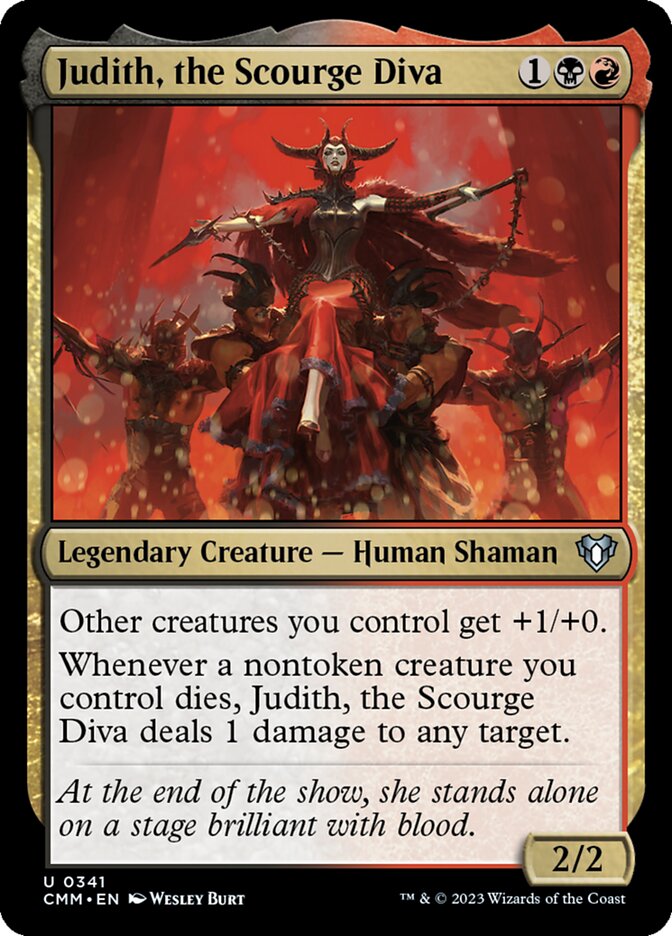 Judith, the Scourge Diva 1
Legendary Creature — Human Shaman
Other creatures you control get +1/+0.
Whenever a nontoken creature you
control dies, Judith, the Scourge
Diva deals 1 damage to any target.
At the end of the show, she stands alone
on a stage brilliant with blood.
2/2
U 0341
CMM • EN Wesley Burt
™ & © 2023 Wizards of the Coast